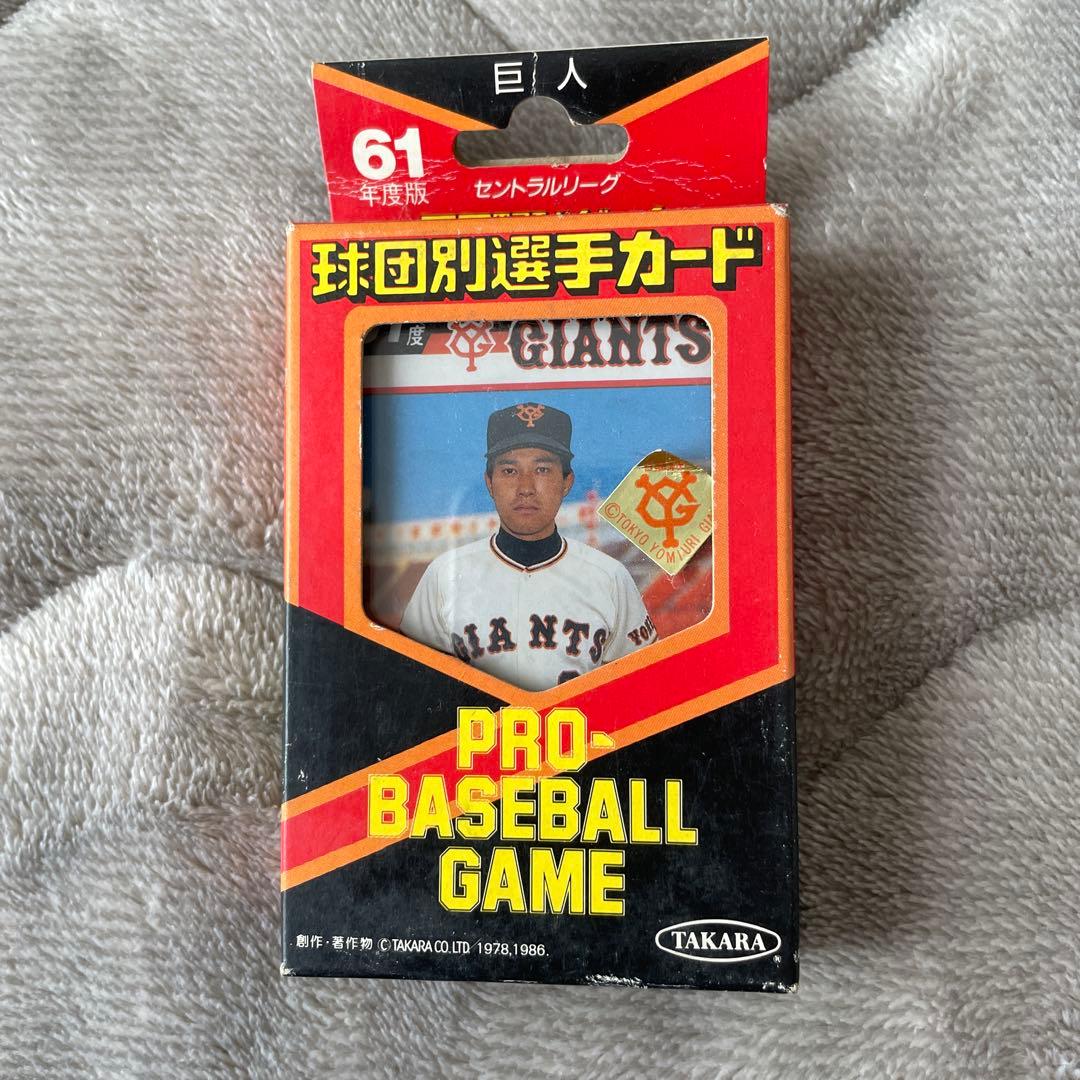 巨人
61
年度版
セントラルリーグ
球団別選手カード
度
GIANTS
©TOKYO YOMIURI GIA
GIANTS
PRO-
BASEBALL
GAME
創作・著作物 ©TAKARA CO.LTD. 1978,1986.
TAKARA